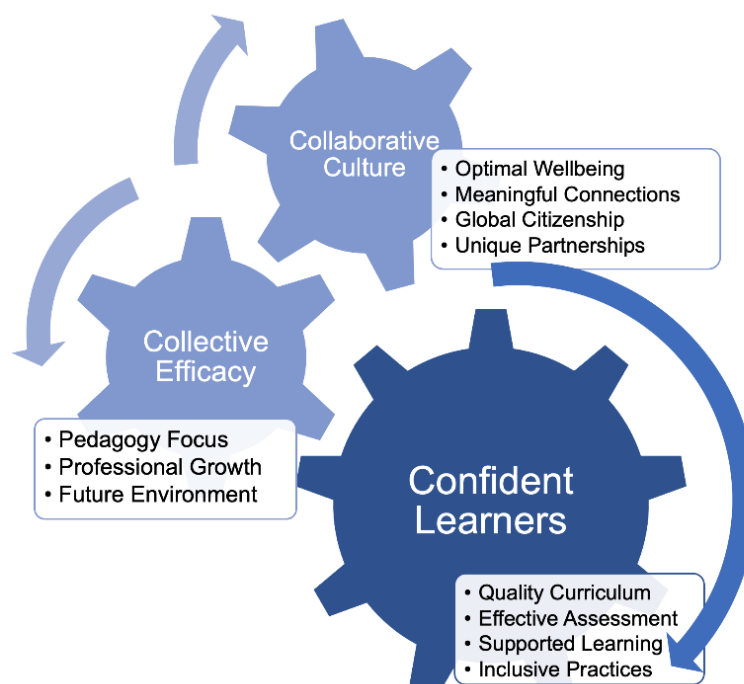 Collaborative
Culture
• Optimal Wellbeing
• Meaningful Connections
• Global Citizenship
• Unique Partnerships
Collective
Efficacy
• Pedagogy Focus
• Professional Growth
• Future Environment
Confident
Learners
• Quality Curriculum
• Effective Assessment
• Supported Learning
• Inclusive Practices